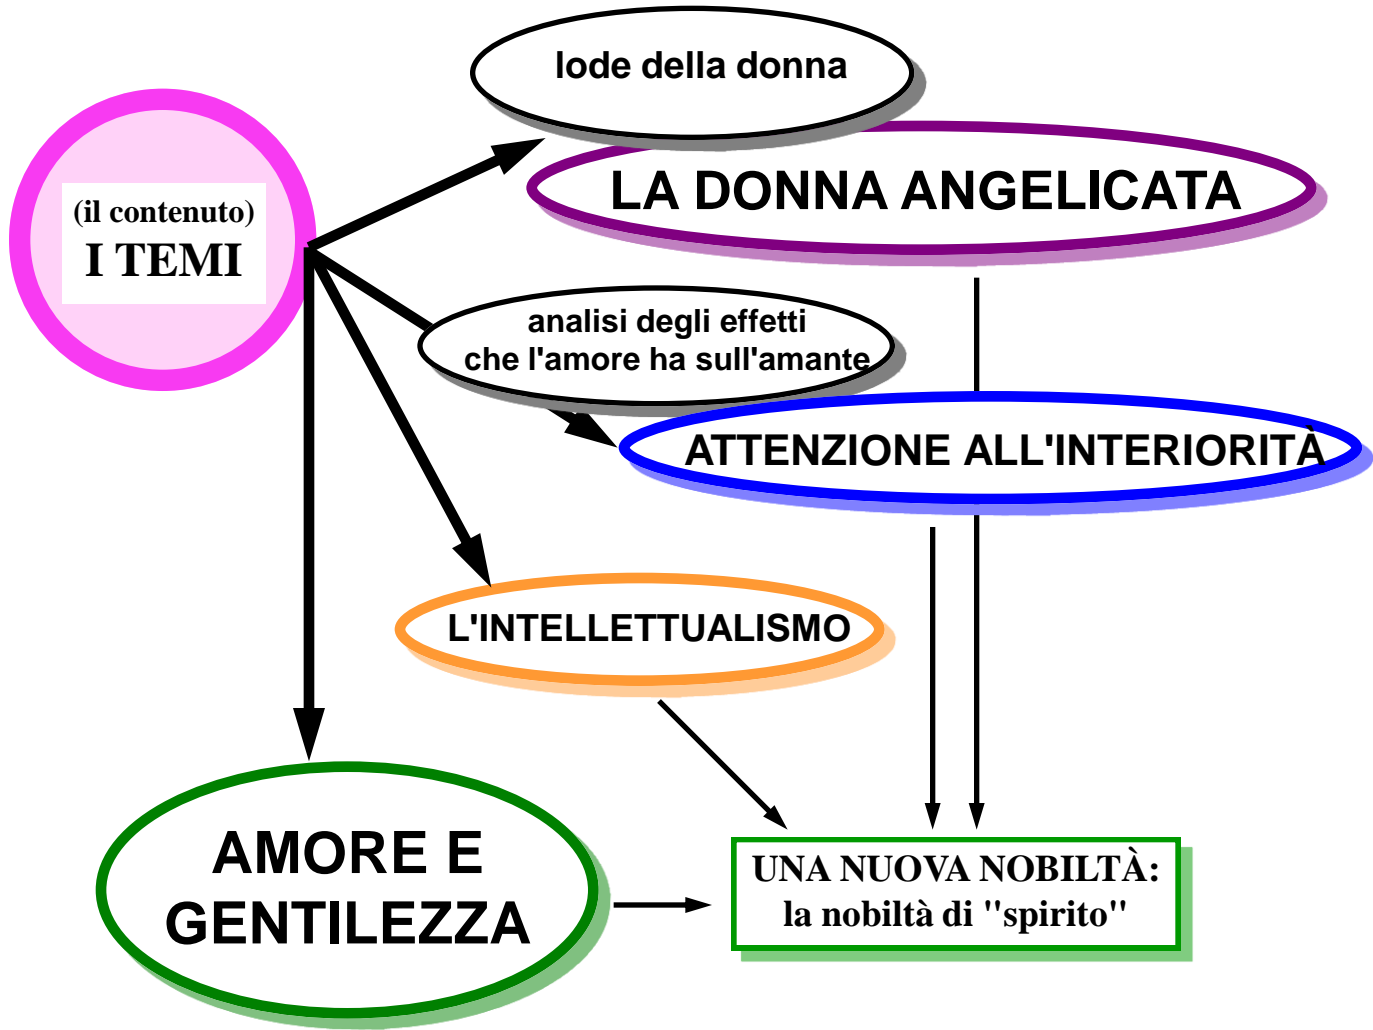 lode della donna
LA DONNA ANGELICATA
(il contenuto)
I TEMI
analisi degli effetti
che l'amore ha sull'amante
ATTENZIONE ALL'INTERIORITÀ
L'INTELLETTUALISMO
AMORE E
GENTILEZZA
UNA NUOVA NOBILTÀ:
la nobiltà di "spirito"